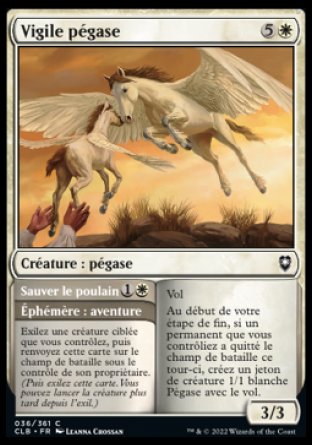 Vigile pégase 5
Créature : pégase
Sauver le poulain 1
Éphémère : aventure
Exilez une créature ciblée
que vous contrôlez, puis
renvoyez cette carte sur le
champ de bataille sous le
contrôle de son propriétaire.
(Puis exilez cette carte. Vous
pouvez lancer la créature plus
tard depuis l'exil.)
Vol
Au début de votre
étape de fin, si un
permanent que vous
contrôliez a quitté le
champ de bataille ce
tour-ci, créez un jeton
de créature 1/1 blanche
Pégase avec le vol.
3/3
036/361 C
CLB • FR Leanna Crossan
™ & © 2022 Wizards of the Coast